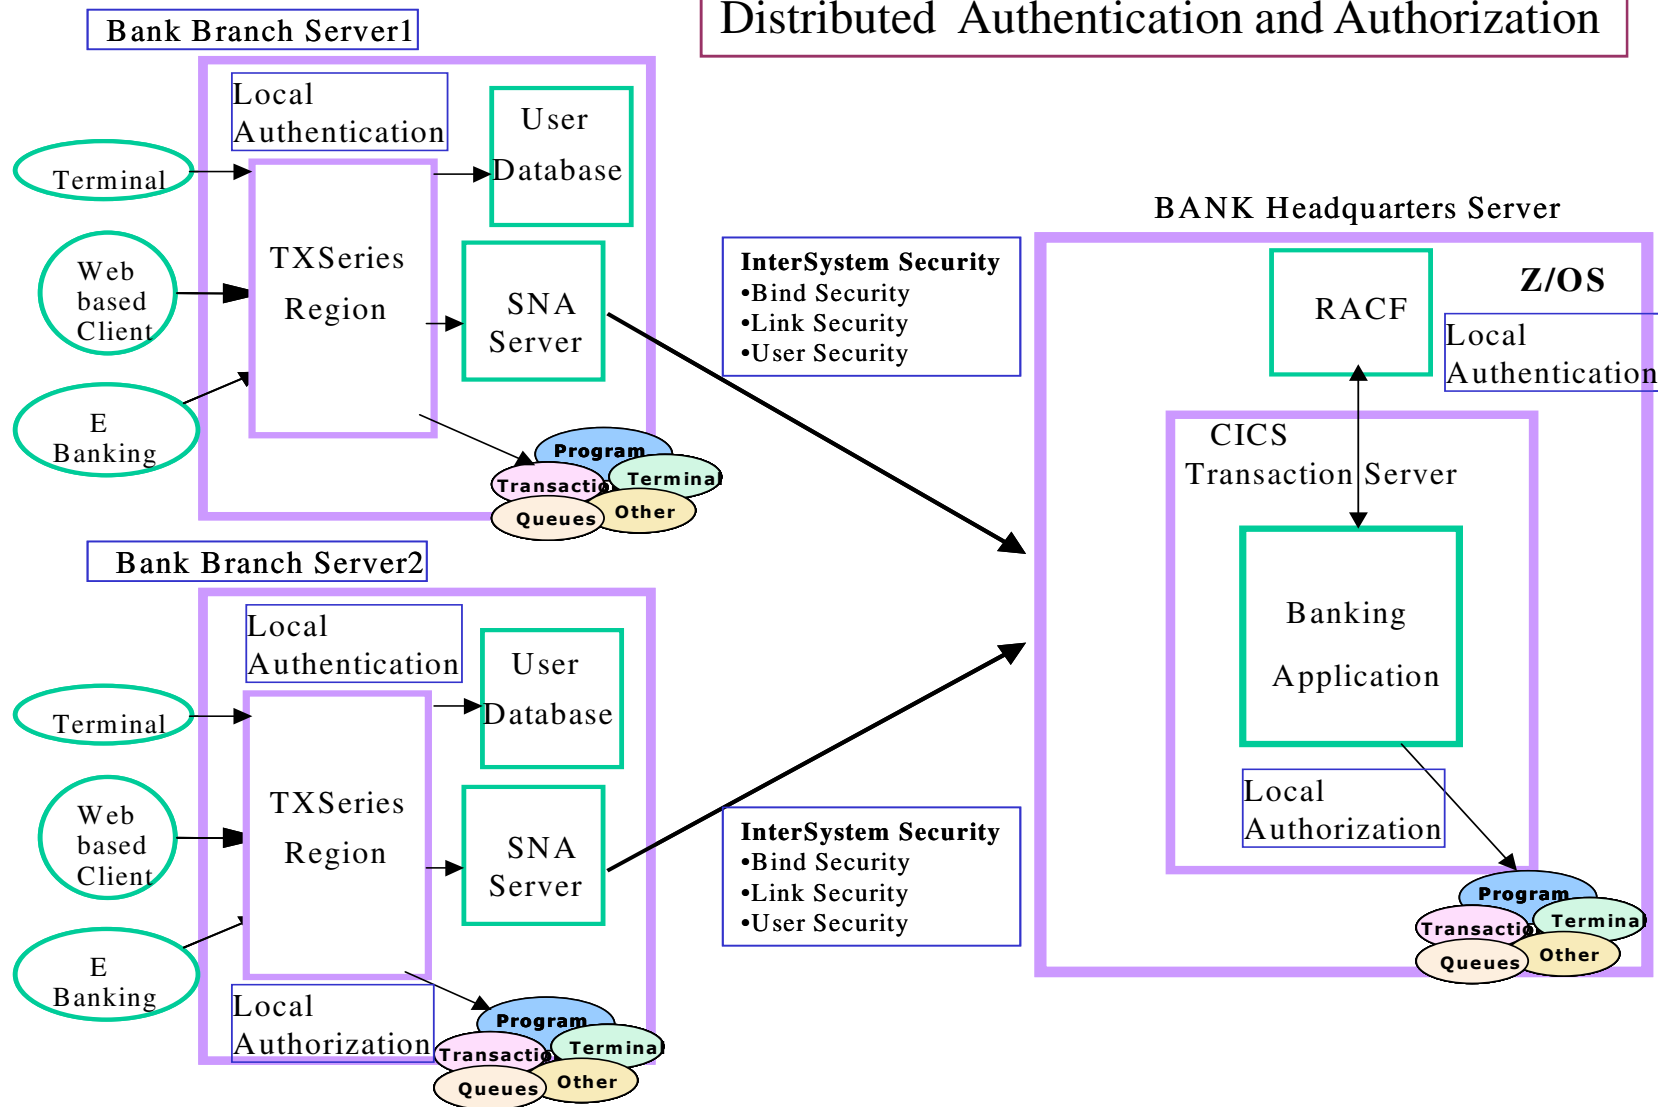 Distributed Authentication and Authorization
Bank Branch Server1
Local
Authentication
User
Database
Terminal
Web
based
Client
E
Banking
TXSeries
Region
SNA
Server
Program
Transactio
Terminal
Queues
Other
InterSystem Security
•Bind Security
•Link Security
•User Security
BANK Headquarters Server
Z/OS
RACF
Local
Authentication
CICS
Transaction Server
Banking
Application
Local
Authorization
Program
Transactio
Terminal
Queues
Other
Bank Branch Server2
Local
Authentication
User
Database
Terminal
Web
based
Client
E
Banking
TXSeries
Region
SNA
Server
Local
Authorization
Program
Transactio
Terminal
Queues
Other
InterSystem Security
•Bind Security
•Link Security
•User Security